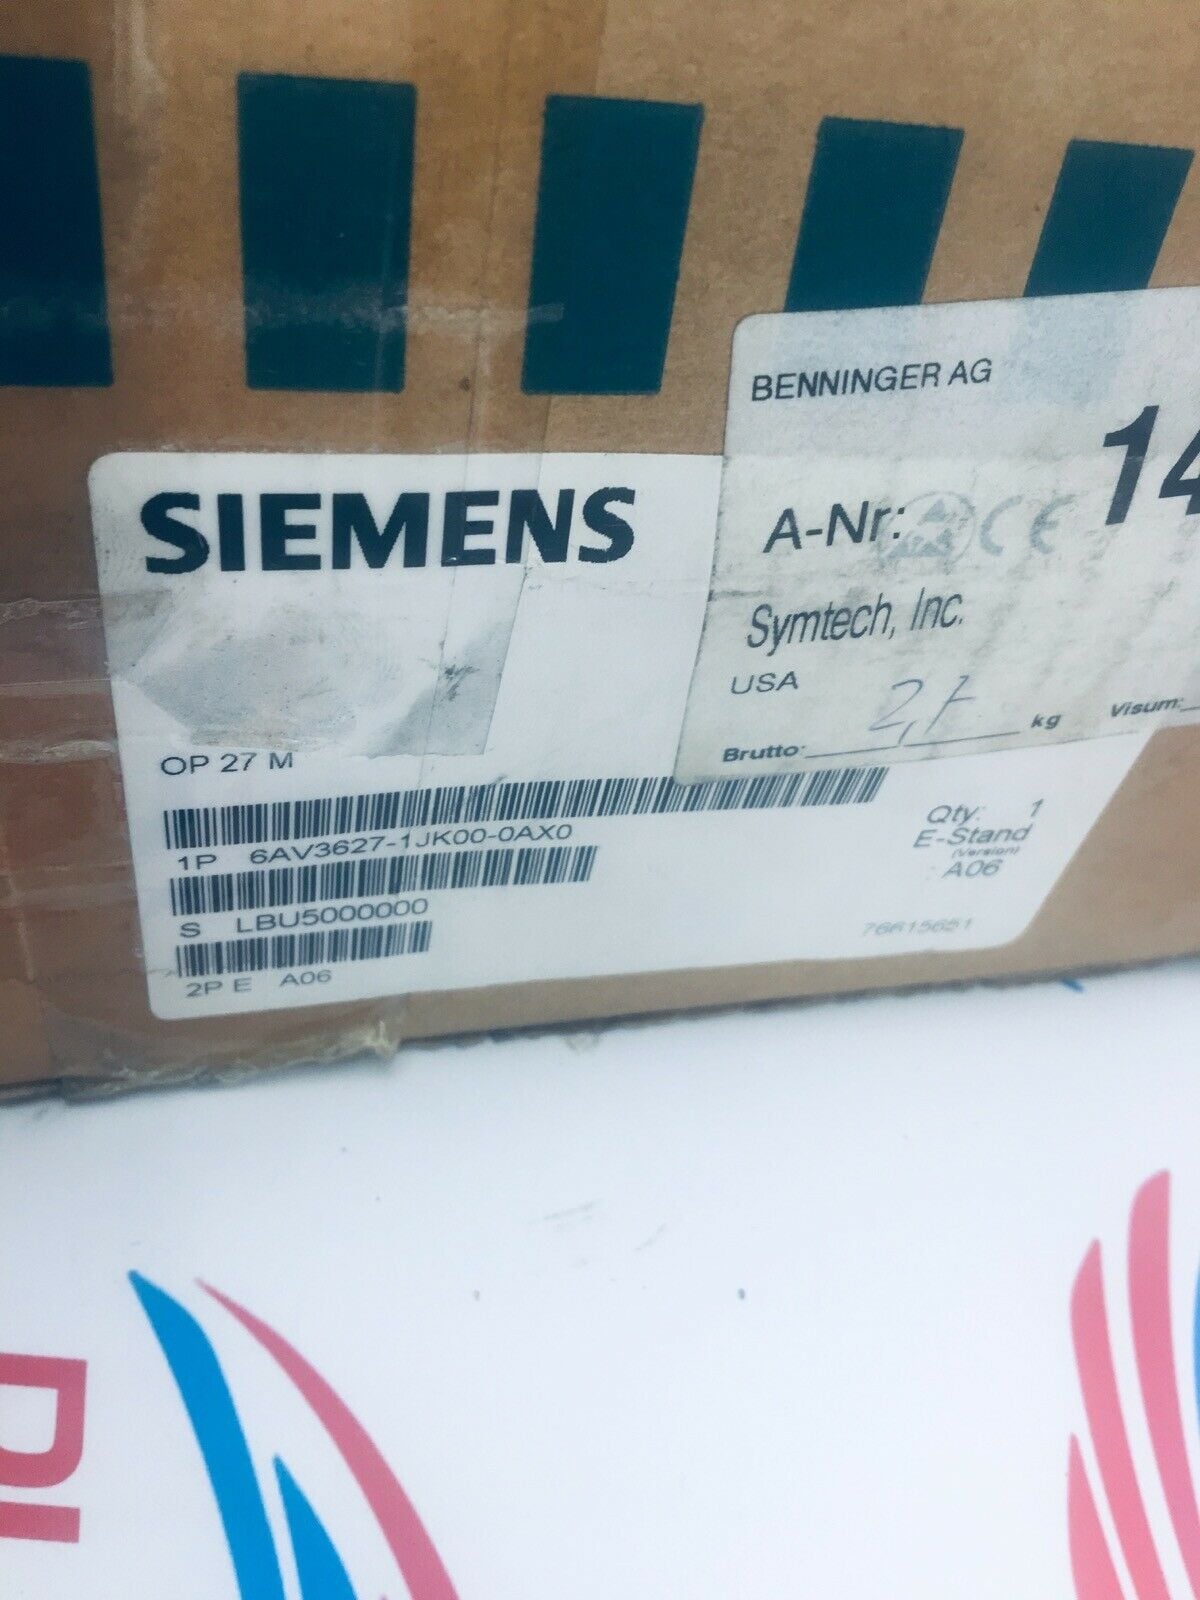 BENNINGER AG
14
A-Nr:
CE
Symtech, Inc.
USA
Brutto: 2,7 kg Visum:
SIEMENS
OP 27 M
1P 6AV3627-1JK00-0AX0
Qty: 1
E-Stand
(Version)
: A06
S LBU5000000
76615651
2P E A06